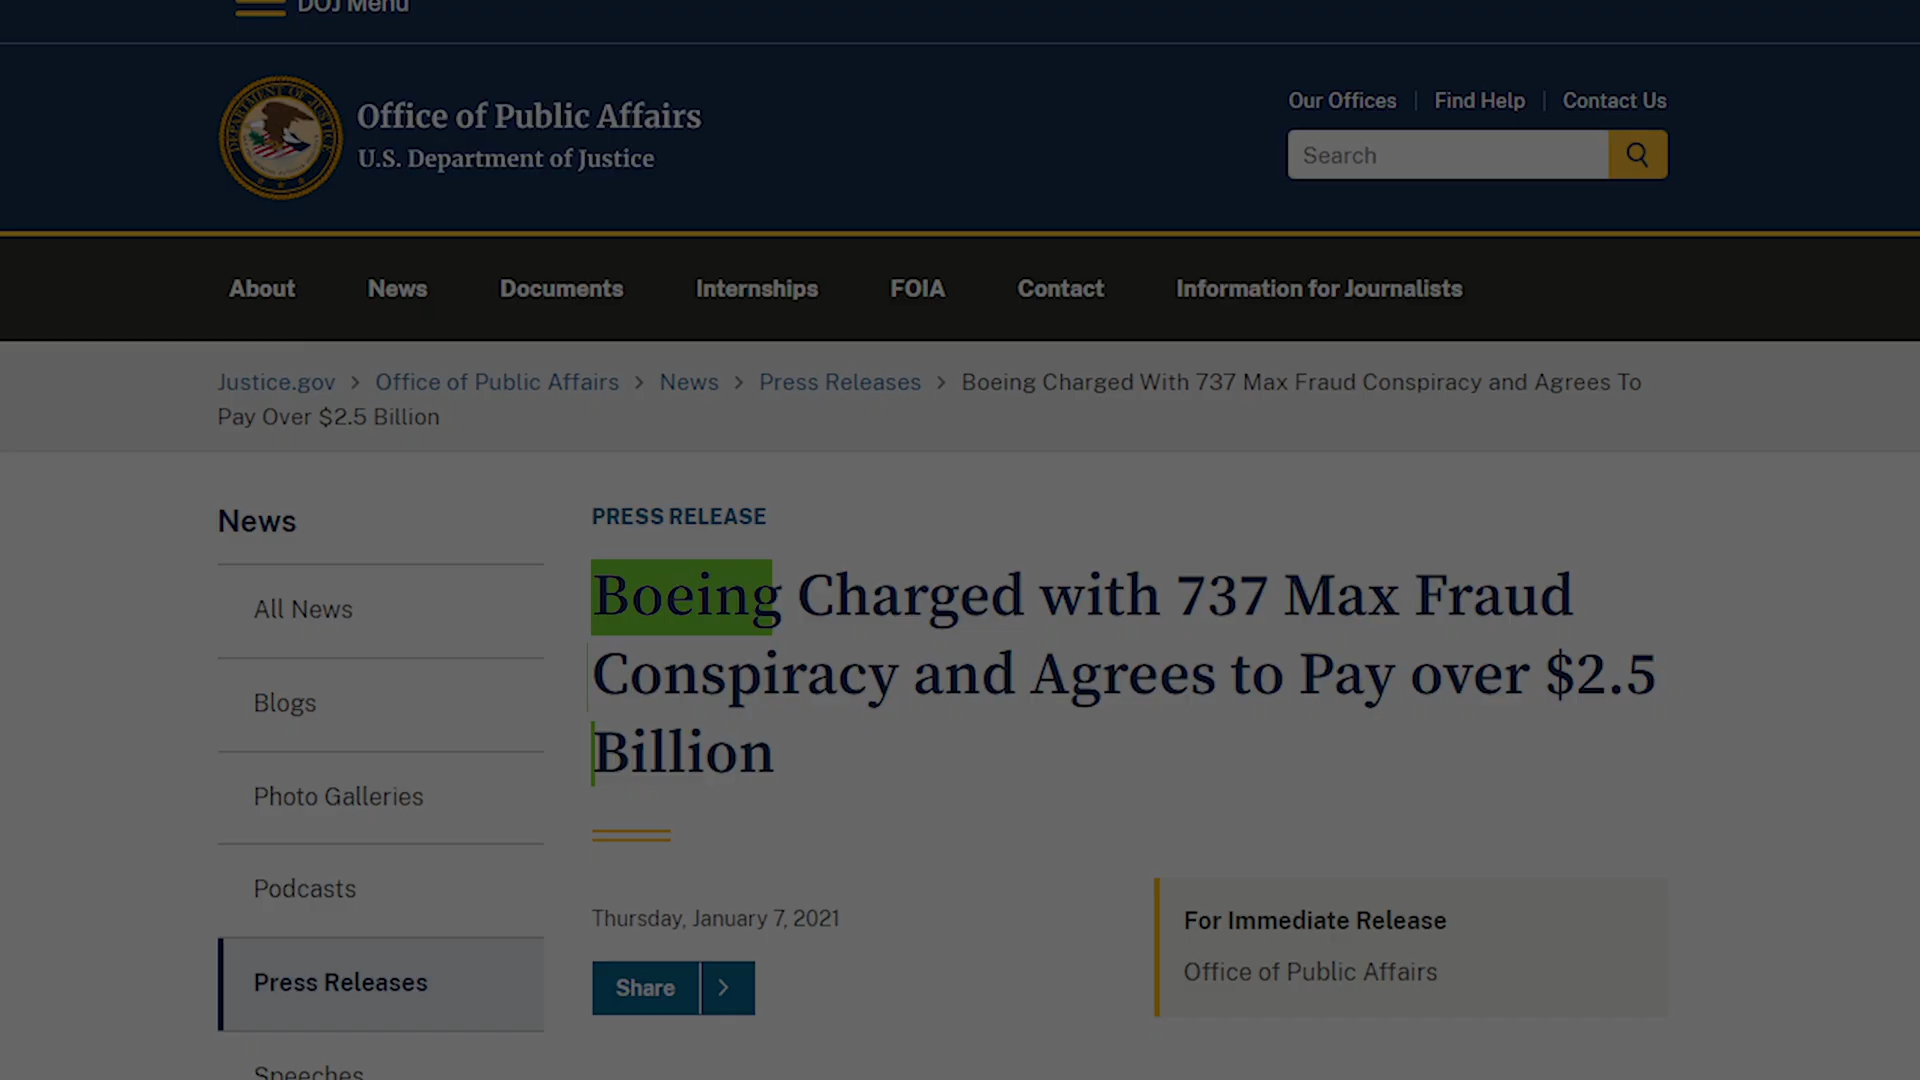 DOJ Menu
Office of Public Affairs
U.S. Department of Justice
Our Offices
Find Help
Contact Us
Search
DEPARTMENT OF JUSTICE
About
News
Documents
Internships
FOIA
Contact
Information for Journalists
Justice.gov > Office of Public Affairs > News > Press Releases > Boeing Charged With 737 Max Fraud Conspiracy and Agrees To
Pay Over $2.5 Billion
News
All News
Blogs
Photo Galleries
Podcasts
Press Releases
Speeches
PRESS RELEASE
Boeing Charged with 737 Max Fraud
Conspiracy and Agrees to Pay over $2.5
Billion
Thursday, January 7, 2021
Share >
For Immediate Release
Office of Public Affairs